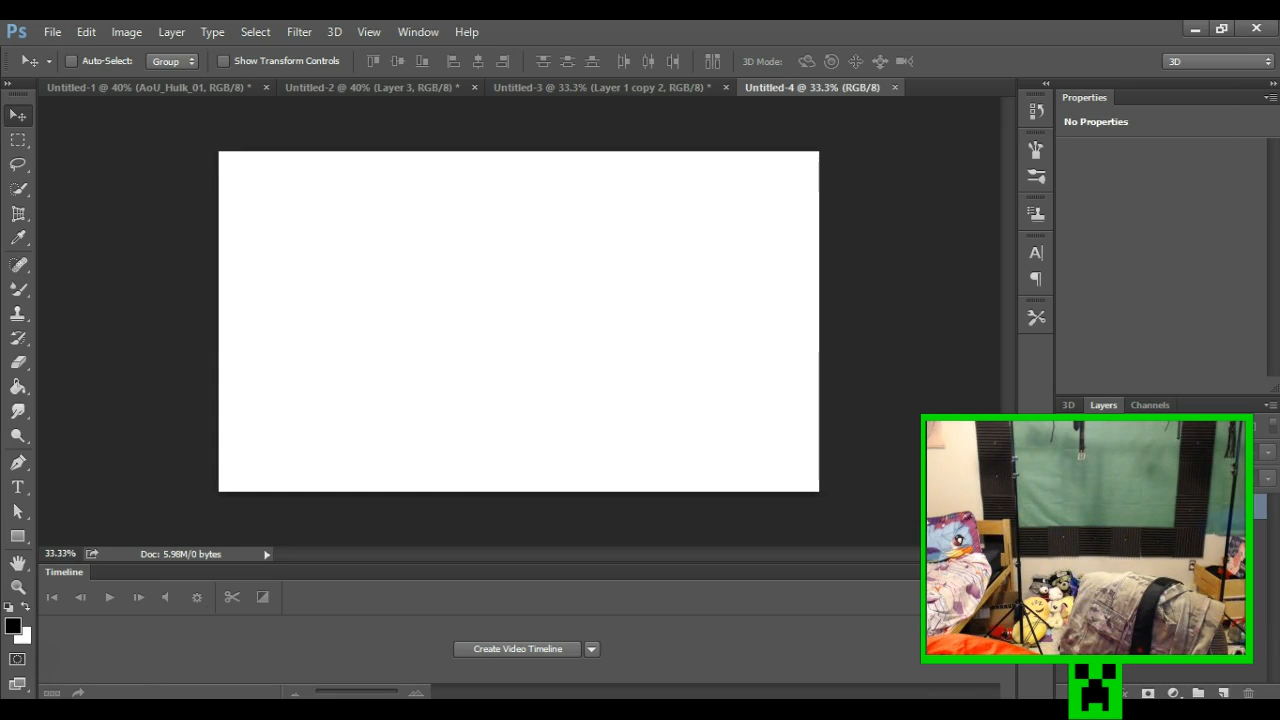 Ps File Edit Image Layer Type Select Filter 3D View Window Help
Auto-Select: Group Show Transform Controls 3D Mode: 3D
Untitled-1 @ 40% (AoU_Hulk_01, RGB/8) * × Untitled-2 @ 40% (Layer 3, RGB/8) * × Untitled-3 @ 33.3% (Layer 1 copy 2, RGB/8) * × Untitled-4 @ 33.3% (RGB/8) ×
Properties
No Properties
3D Layers Channels
33.33% Doc: 5.98M/0 bytes
Timeline
Create Video Timeline